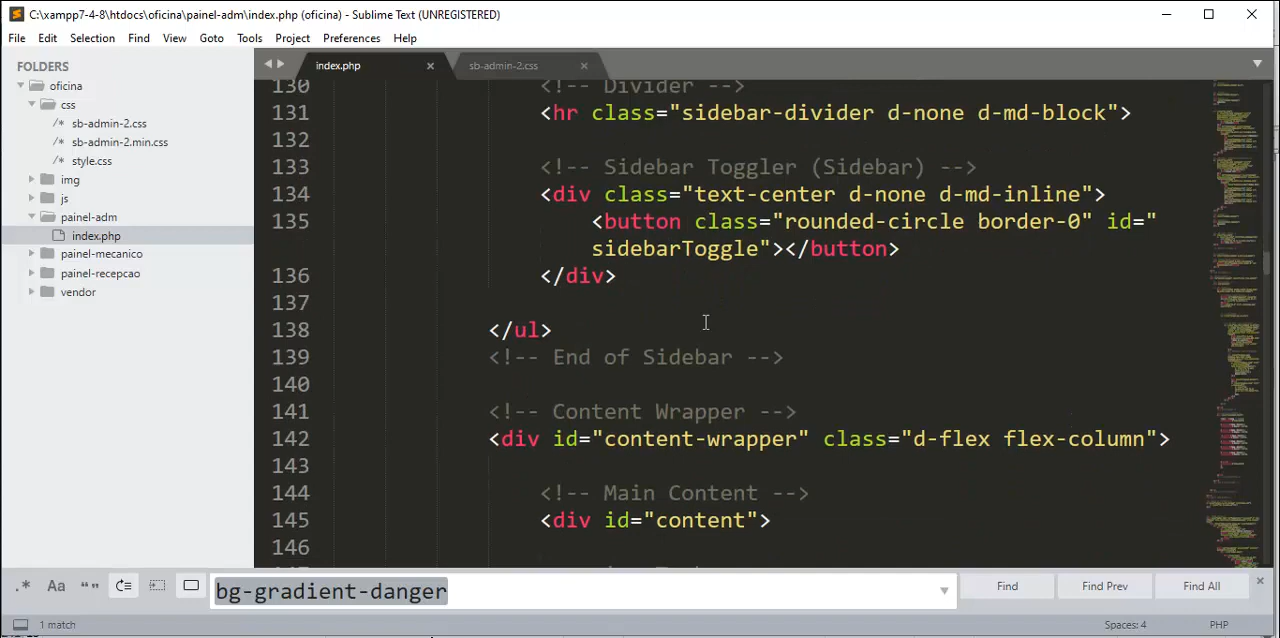 C:\xampp7-4-8\htdocs\oficina\painel-adm\index.php (oficina) - Sublime Text (UNREGISTERED)
File Edit Selection Find View Goto Tools Project Preferences Help
FOLDERS
oficina
css
/* sb-admin-2.css
/* sb-admin-2.min.css
/* style.css
img
js
painel-adm
index.php
painel-mecanico
painel-recepcao
vendor
index.php sb-admin-2.css
130 <!-- Divider -->
131 <hr class="sidebar-divider d-none d-md-block">
132
133 <!-- Sidebar Toggler (Sidebar) -->
134 <div class="text-center d-none d-md-inline">
135 <button class="rounded-circle border-0" id="
sidebarToggle"></button>
136 </div>
137
138 </ul>
139 <!-- End of Sidebar -->
140
141 <!-- Content Wrapper -->
142 <div id="content-wrapper" class="d-flex flex-column">
143
144 <!-- Main Content -->
145 <div id="content">
146
.* Aa “” bg-gradient-danger Find Find Prev Find All
1 match Spaces: 4 PHP